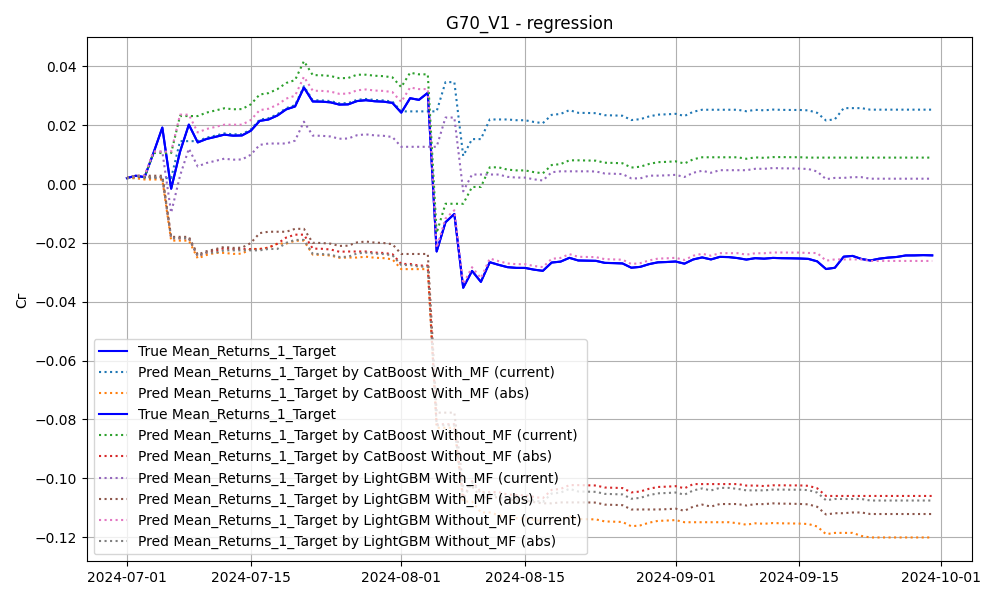 G70_V1 - regression
Cr
0.04
0.02
0.00
−0.02
−0.04
−0.06
−0.08
−0.10
−0.12
True Mean_Returns_1_Target
Pred Mean_Returns_1_Target by CatBoost With_MF (current)
Pred Mean_Returns_1_Target by CatBoost With_MF (abs)
True Mean_Returns_1_Target
Pred Mean_Returns_1_Target by CatBoost Without_MF (current)
Pred Mean_Returns_1_Target by CatBoost Without_MF (abs)
Pred Mean_Returns_1_Target by LightGBM With_MF (current)
Pred Mean_Returns_1_Target by LightGBM With_MF (abs)
Pred Mean_Returns_1_Target by LightGBM Without_MF (current)
Pred Mean_Returns_1_Target by LightGBM Without_MF (abs)
2024-07-01 2024-07-15 2024-08-01 2024-08-15 2024-09-01 2024-09-15 2024-10-01